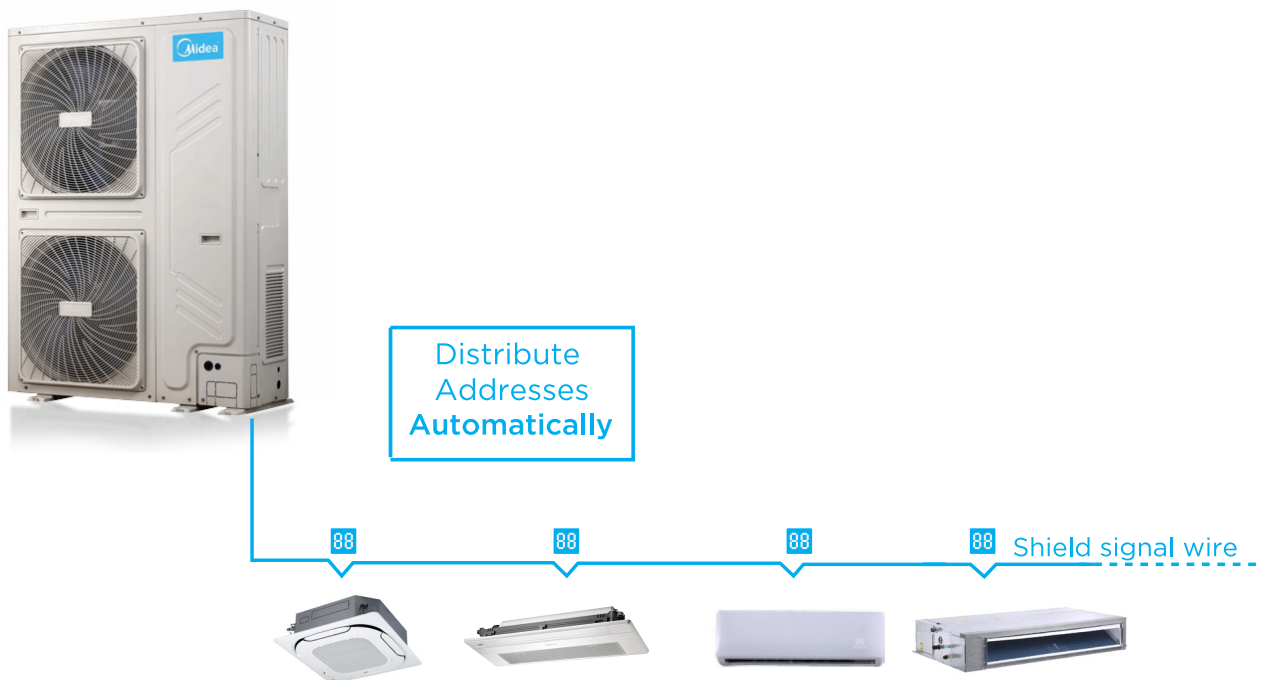 Midea
Distribute
Addresses
Automatically
88
88
88
88
Shield signal wire